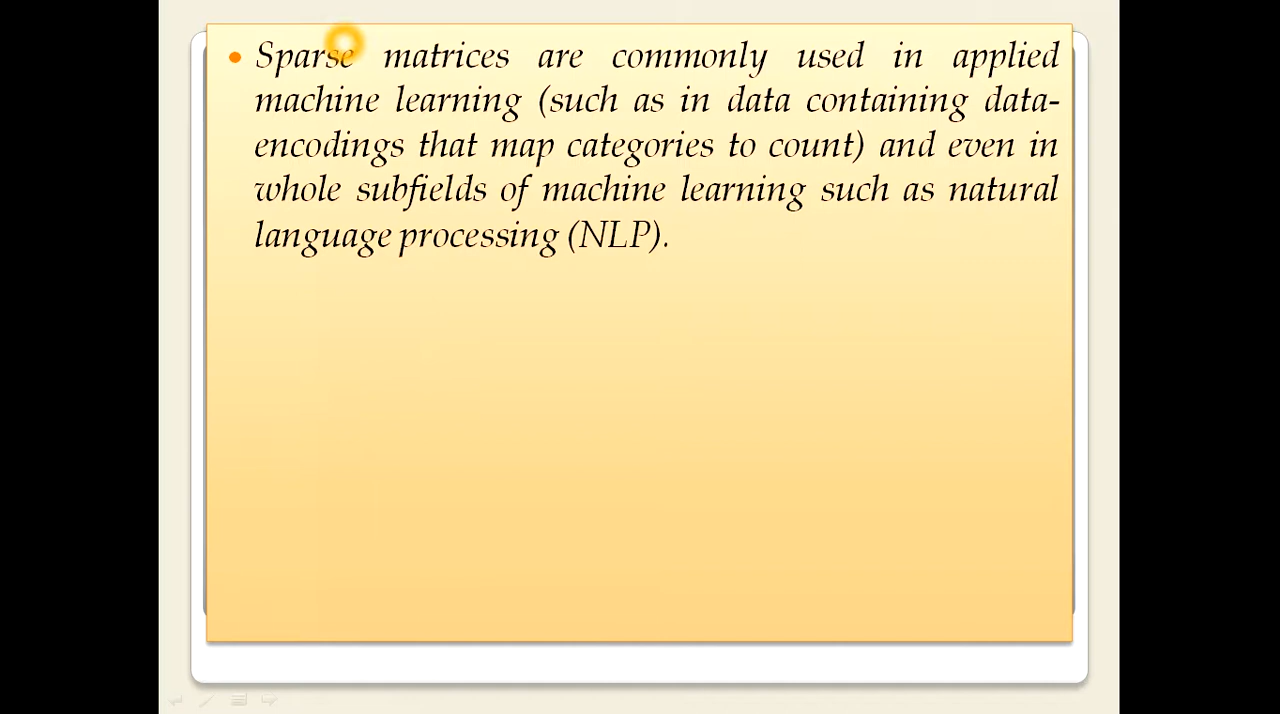 Sparse matrices are commonly used in applied
machine learning (such as in data containing data-
encodings that map categories to count) and even in
whole subfields of machine learning such as natural
language processing (NLP).